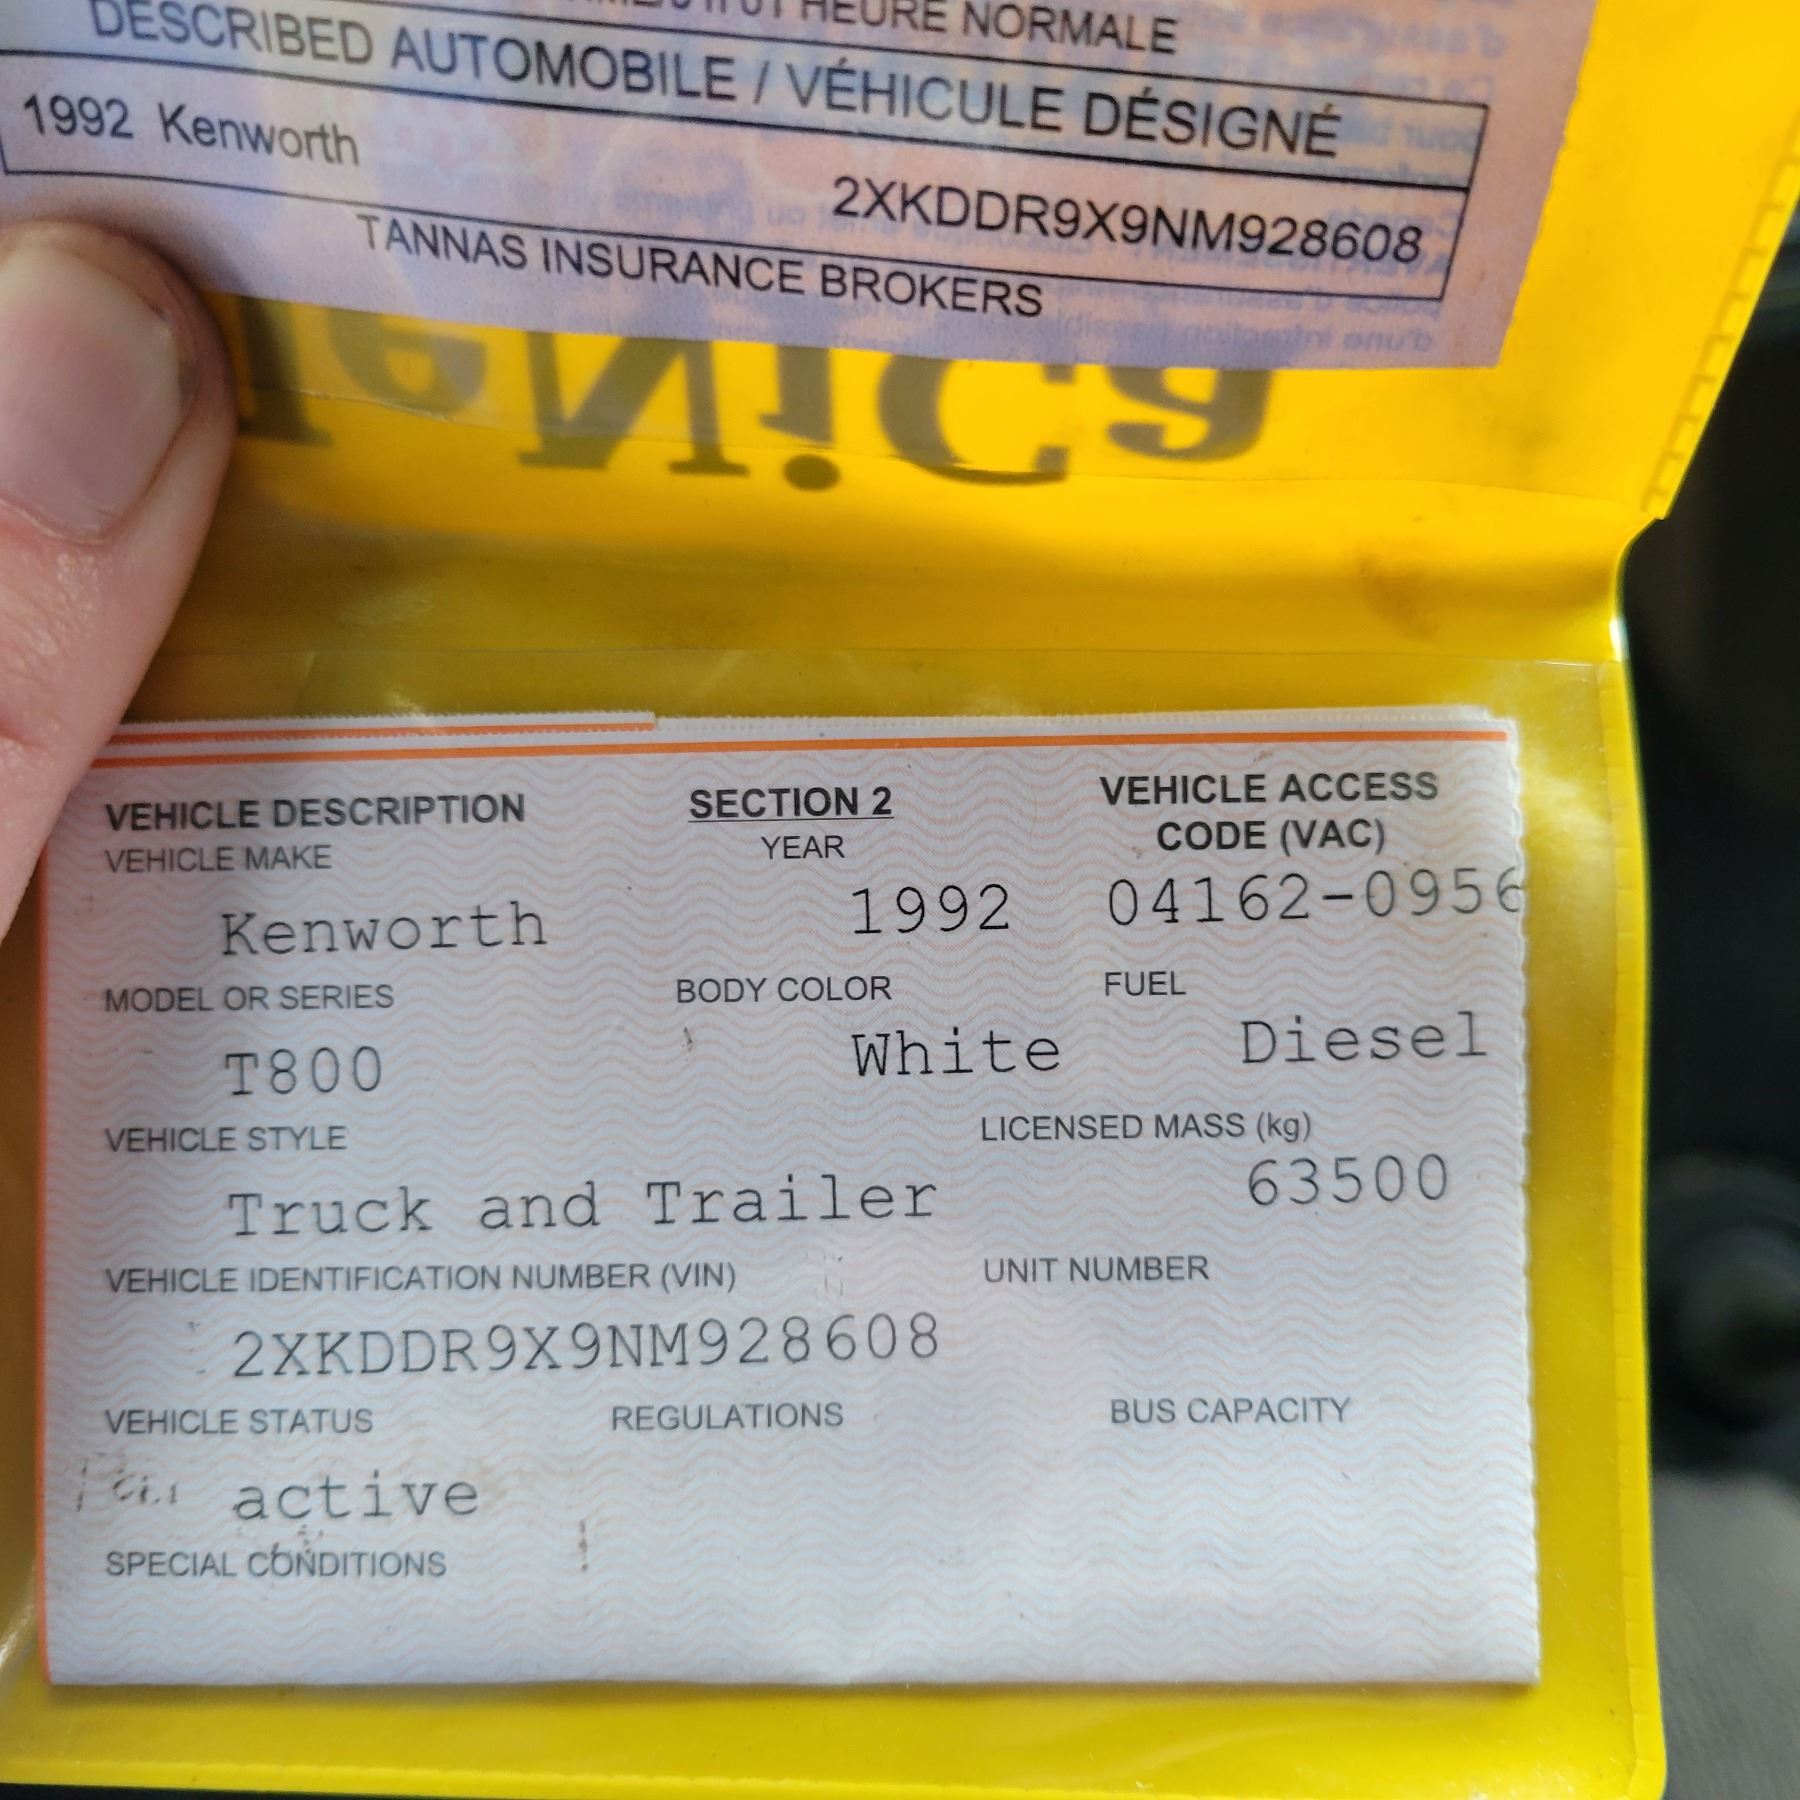 HEURE NORMALE
DESCRIBED AUTOMOBILE / VÉHICULE DÉSIGNÉ
1992 Kenworth 2XKDDR9X9NM928608
TANNAS INSURANCE BROKERS
VEHICLE DESCRIPTION SECTION 2 VEHICLE ACCESS
CODE (VAC)
VEHICLE MAKE YEAR
Kenworth 1992 04162-0956
MODEL OR SERIES BODY COLOR FUEL
T800 White Diesel
VEHICLE STYLE LICENSED MASS (kg)
Truck and Trailer 63500
VEHICLE IDENTIFICATION NUMBER (VIN) UNIT NUMBER
2XKDDR9X9NM928608
VEHICLE STATUS REGULATIONS BUS CAPACITY
active
SPECIAL CONDITIONS